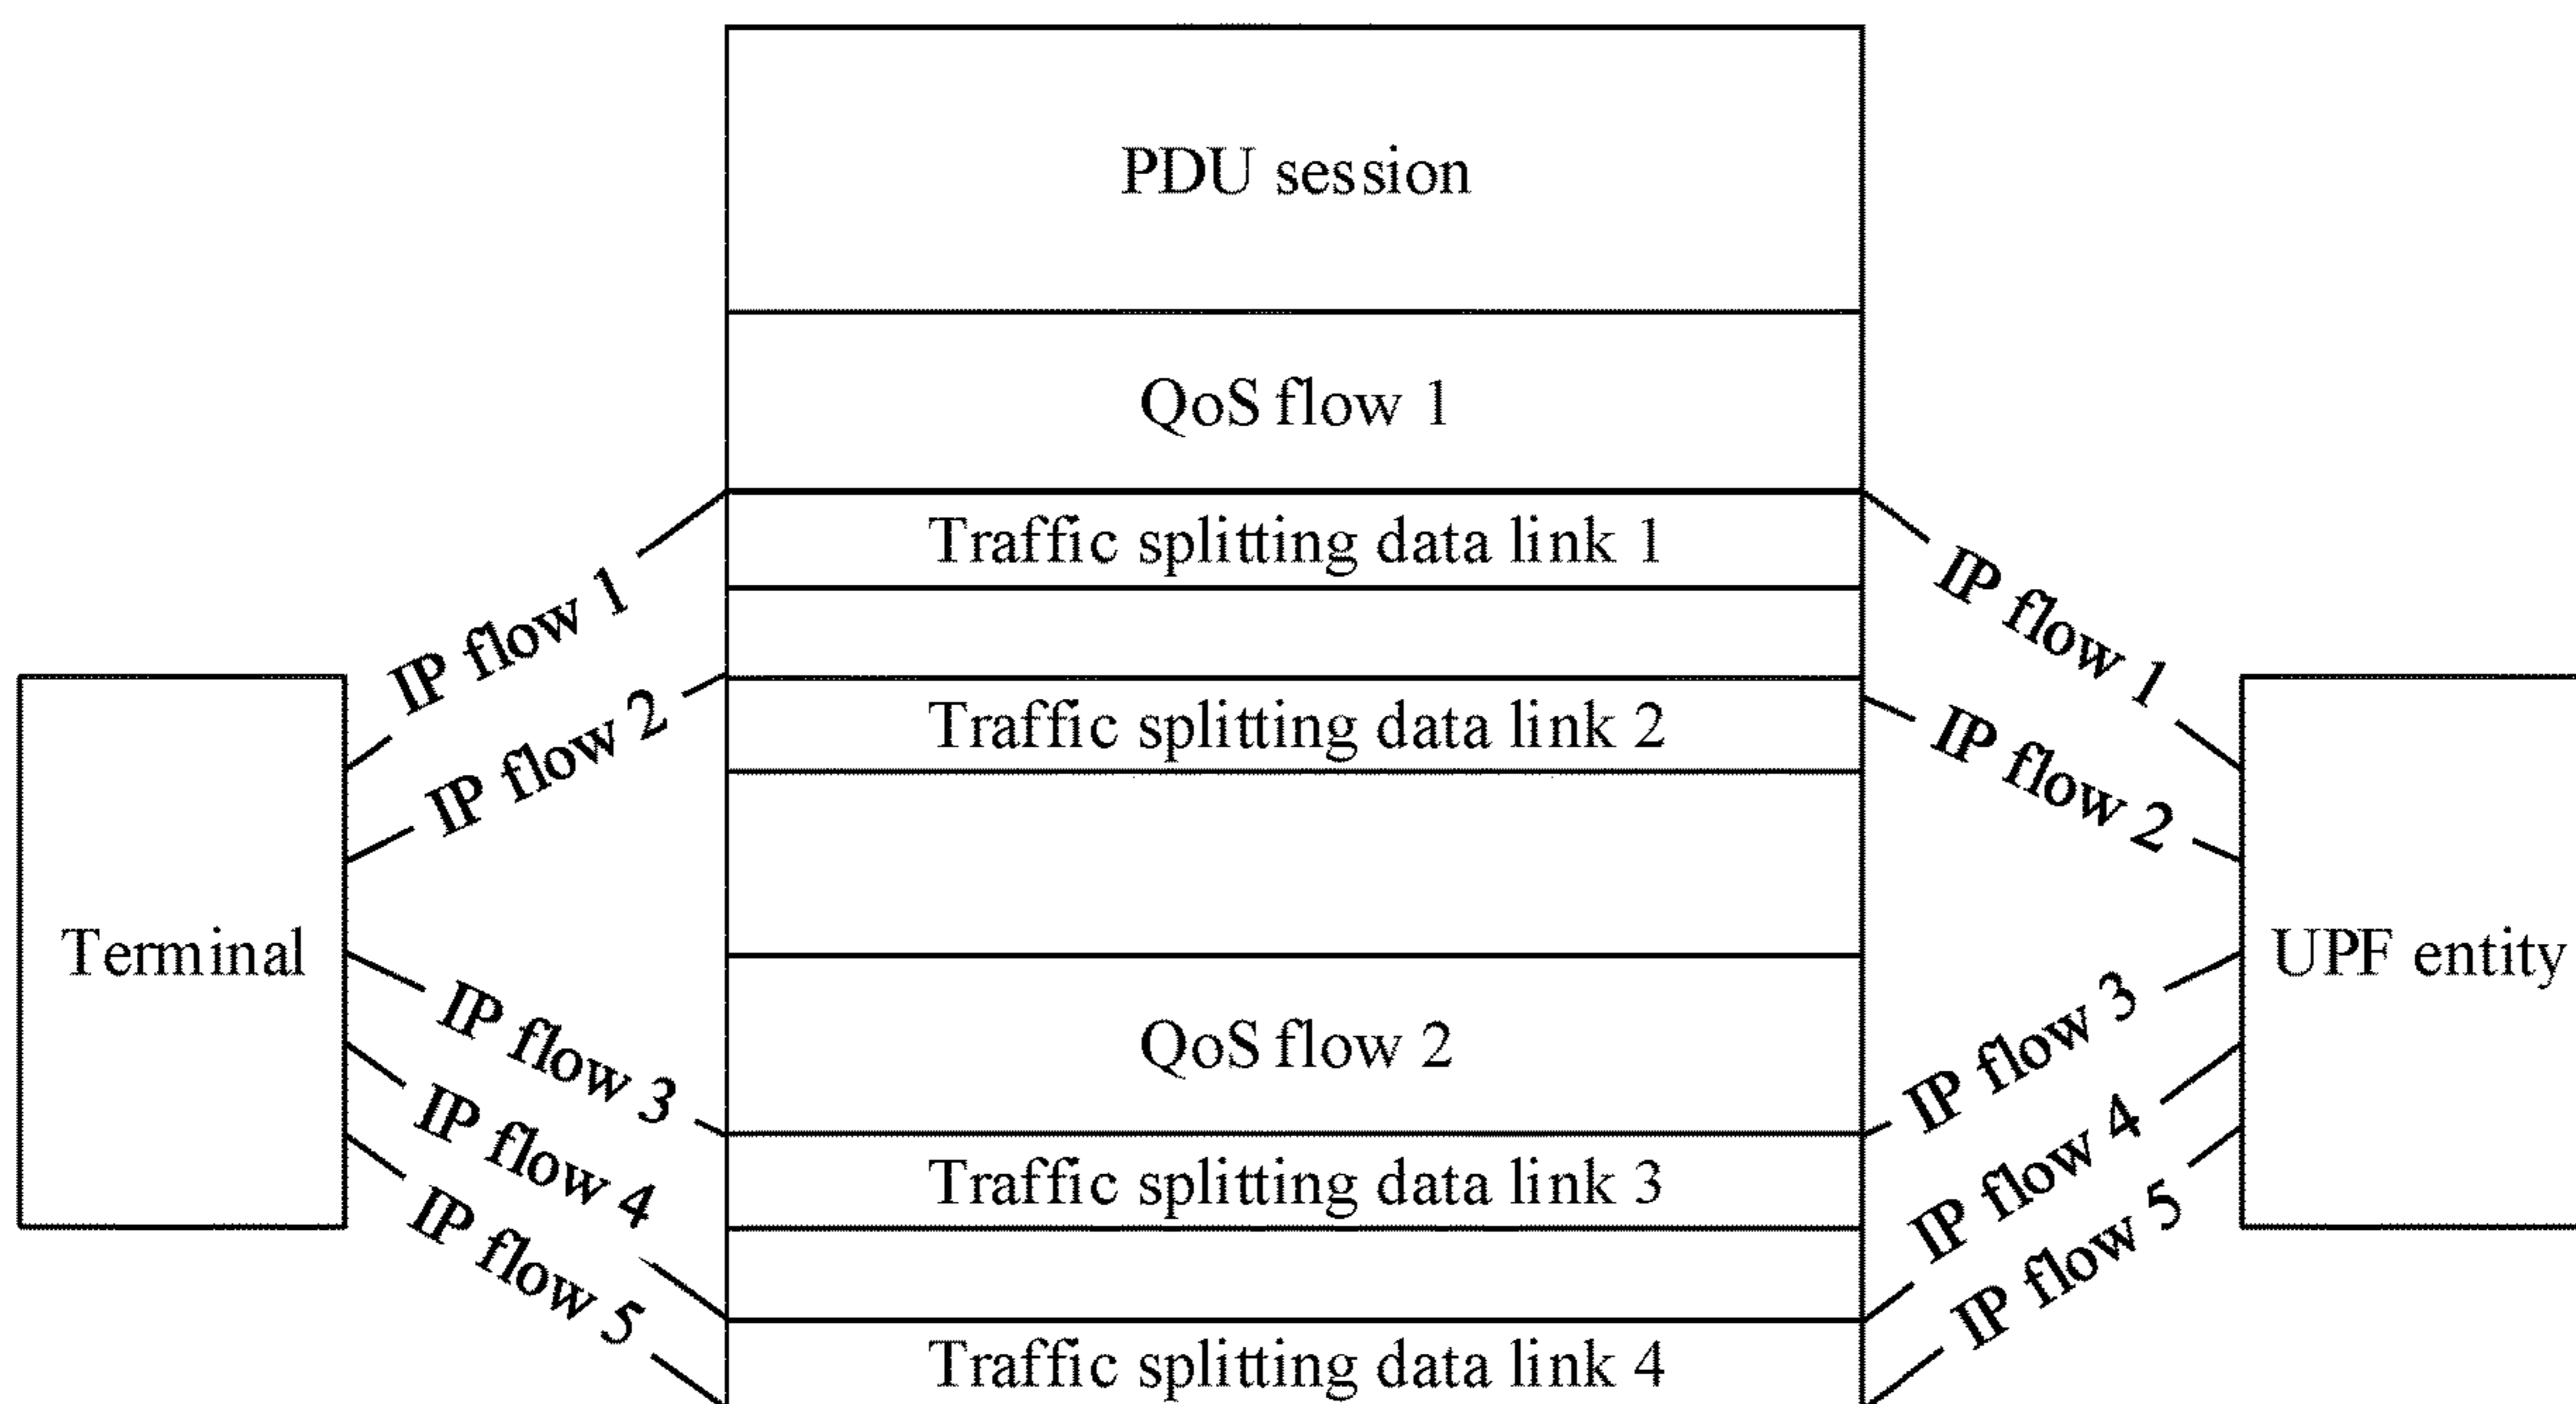 PDU session
QoS flow 1
Traffic splitting data link 1
Traffic splitting data link 2
QoS flow 2
Traffic splitting data link 3
Traffic splitting data link 4
Terminal
IP flow 1
IP flow 2
IP flow 3
IP flow 4
IP flow 5
IP flow 1
IP flow 2
IP flow 3
IP flow 4
IP flow 5
UPF entity